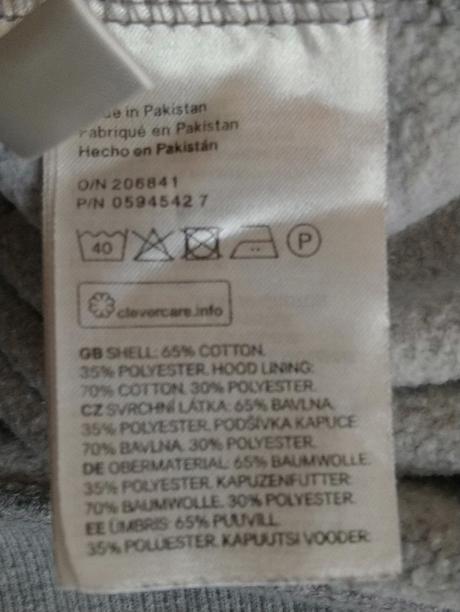 in Pakistan
Fabriqué en Pakistan
Hecho en Pakistán
O/N 206841
P/N 0594542 7
40
P
clevercare.info
GB SHELL: 65% COTTON,
35% POLYESTER. HOOD LINING:
70% COTTON, 30% POLYESTER.
CZ SVRCHNÍ LÁTKA: 65% BAVLNA,
35% POLYESTER. PODŠÍVKA KAPUCE
70% BAVLNA, 30% POLYESTER.
DE OBERMATERIAL: 65% BAUMWOLLE,
35% POLYESTER. KAPUZENFUTTER:
70% BAUMWOLLE, 30% POLYESTER.
EE ÜMBRIS: 65% PUUVILL,
35% POLUESTER. KAPUUTSI VOODER: